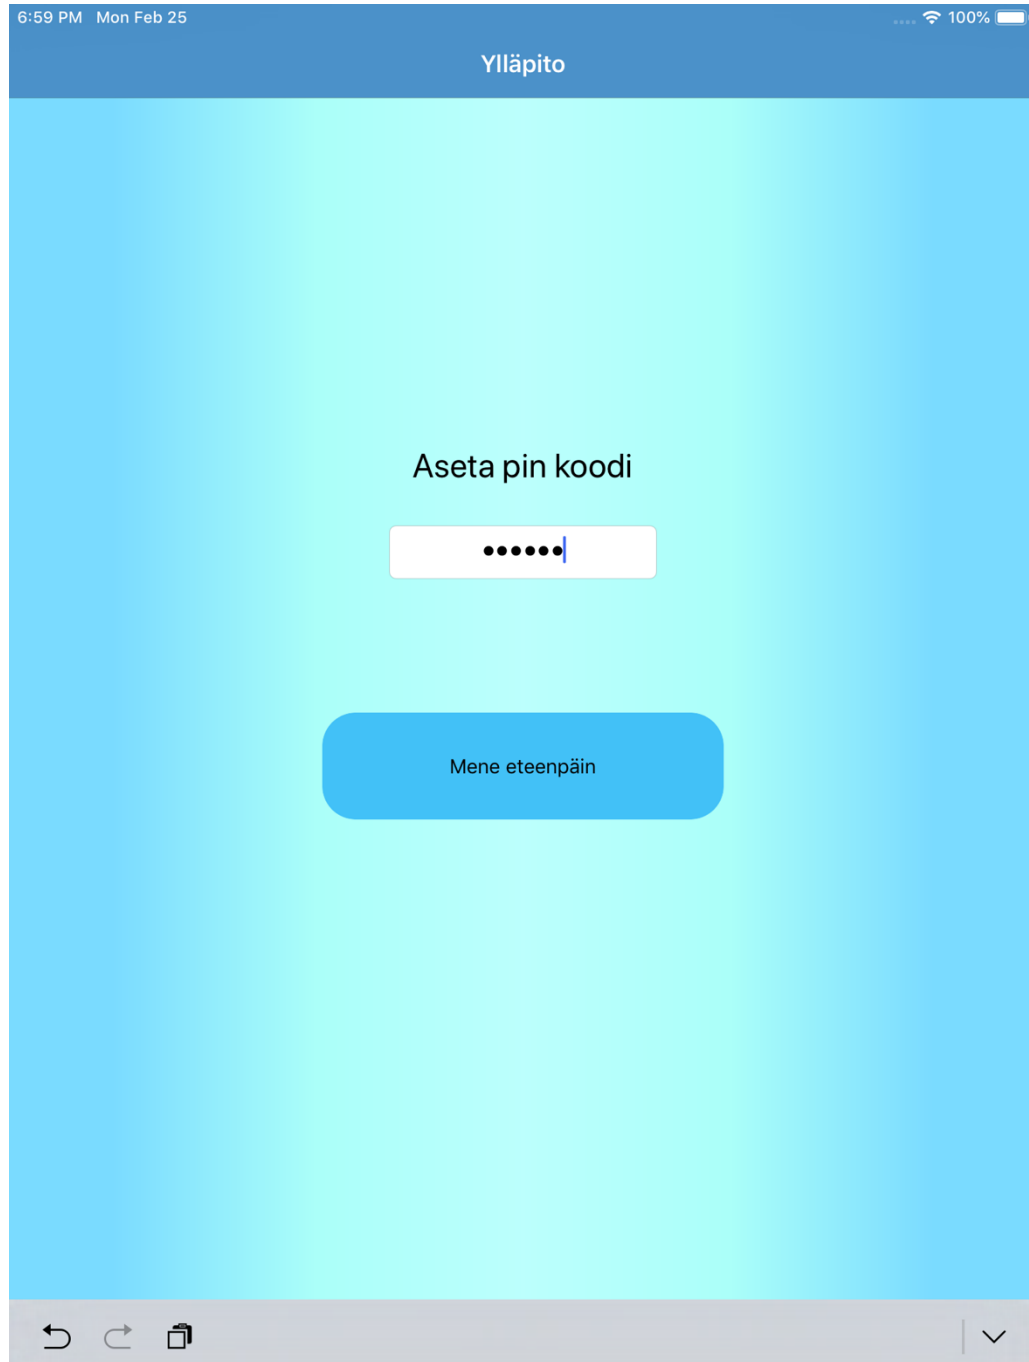 6:59 PM Mon Feb 25
100%
Ylläpito
Aseta pin koodi
••••••
Mene eteenpäin